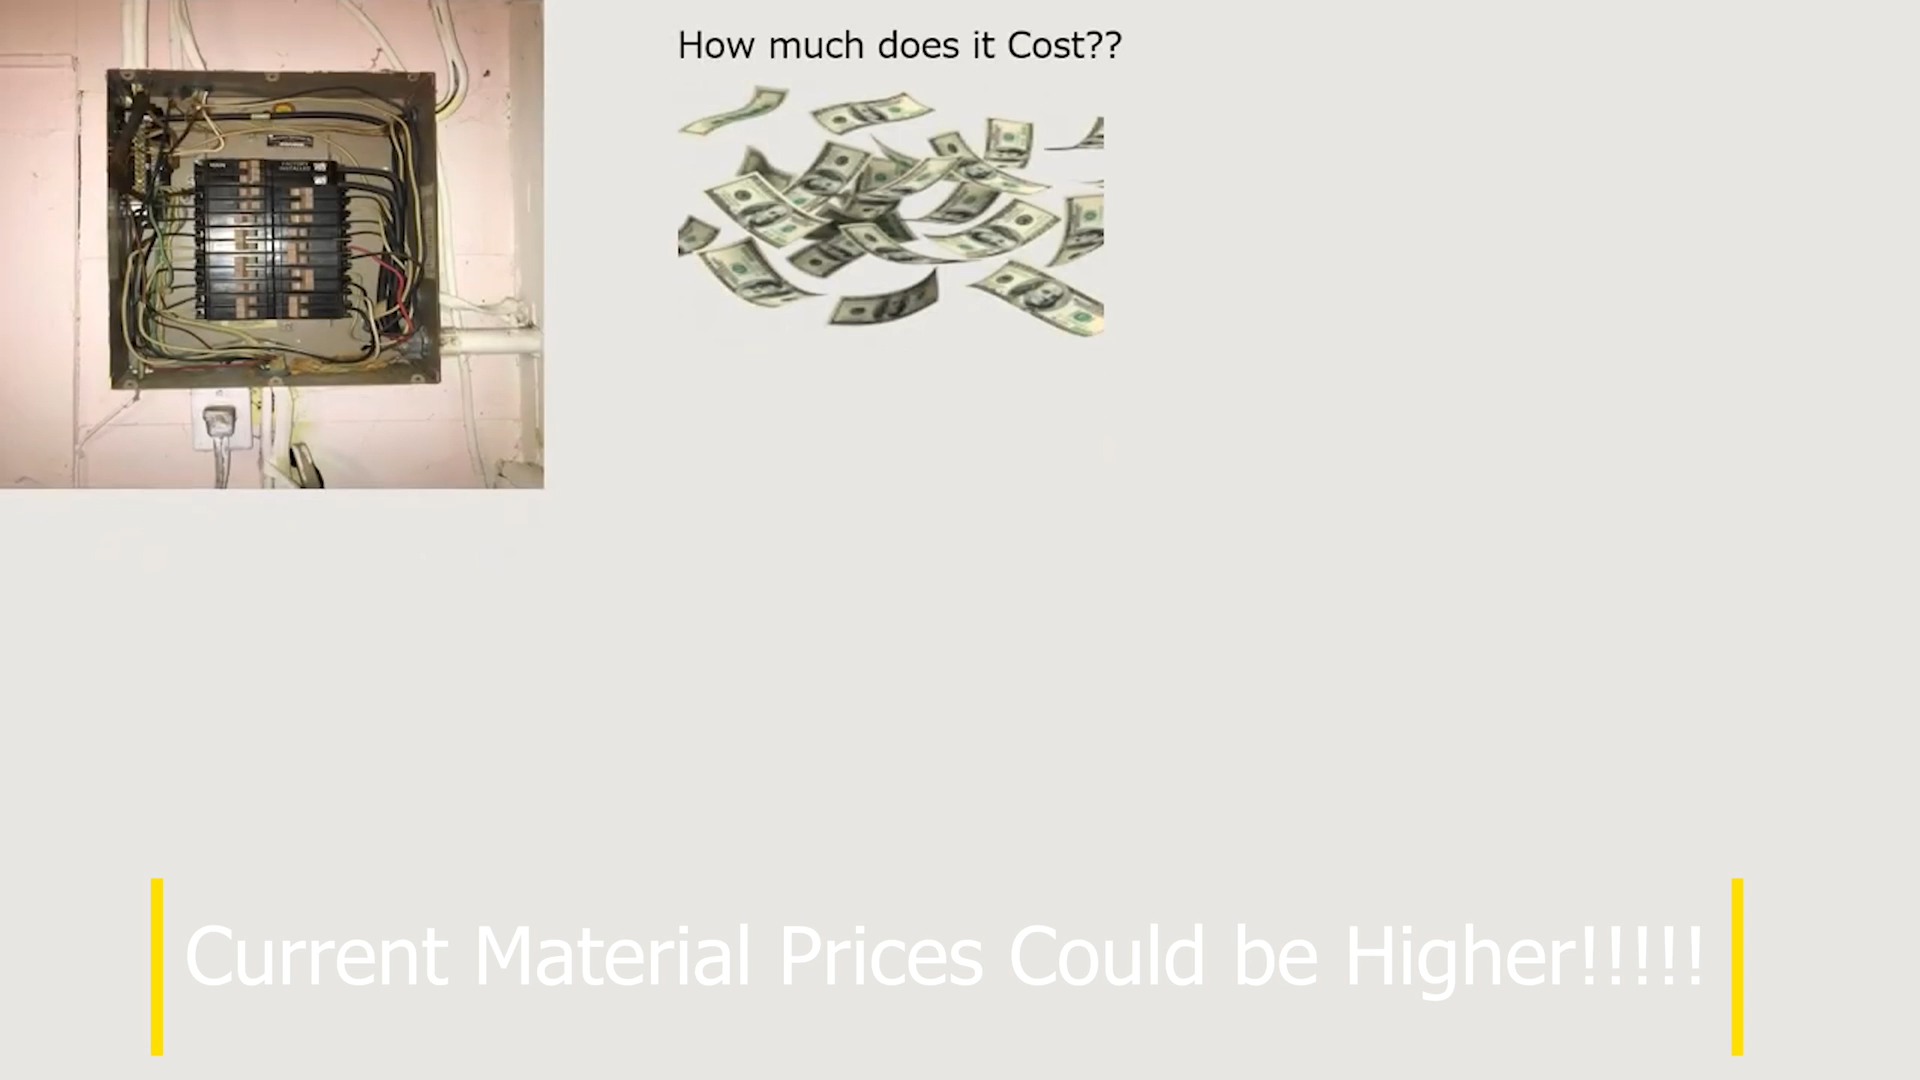 How much does it Cost??
Current Material Prices Could be Higher!!!!!